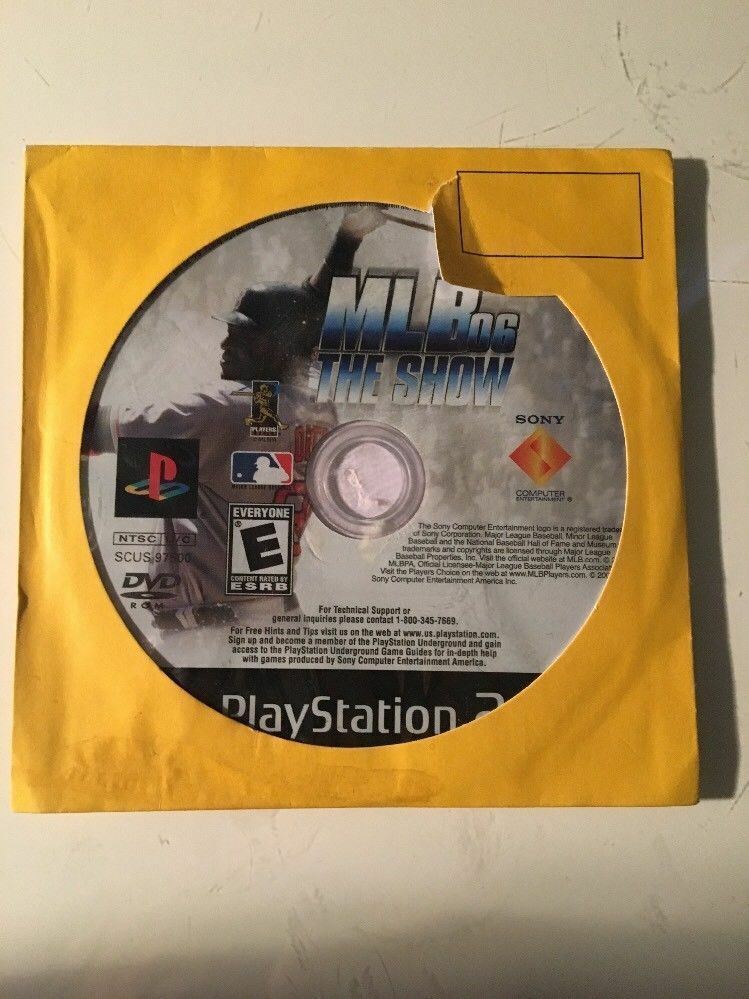 MLB 06
THE SHOW
PLAYERS
SONY
COMPUTER
ENTERTAINMENT ®
MAJOR LEAGUE
NTSC U/C
SCUS 97500
DVD
ROM
EVERYONE
E
CONTENT RATED BY
ESRB
The Sony Computer Entertainment logo is a registered
of Sony Corporation. Major League Baseball, Minor League
Baseball and the National Baseball Hall of Fame and Museum
trademarks and copyrights are licensed through Major League
Baseball Properties, Inc. Visit the official website at MLB.com. ©
MLBPA, Official Licensee-Major League Baseball Players
Visit the Players Choice on the web at www.MLBPlayers.com. ©
Sony Computer Entertainment America Inc.
For Technical Support or
general inquiries please contact 1-800-345-7669.
For Free Hints and Tips visit us on the web at www.us.playstation.com.
Sign up and become a member of the PlayStation Underground and gain
access to the PlayStation Underground Game Guides for in-depth help
with games produced by Sony Computer Entertainment America.
PlayStation 2